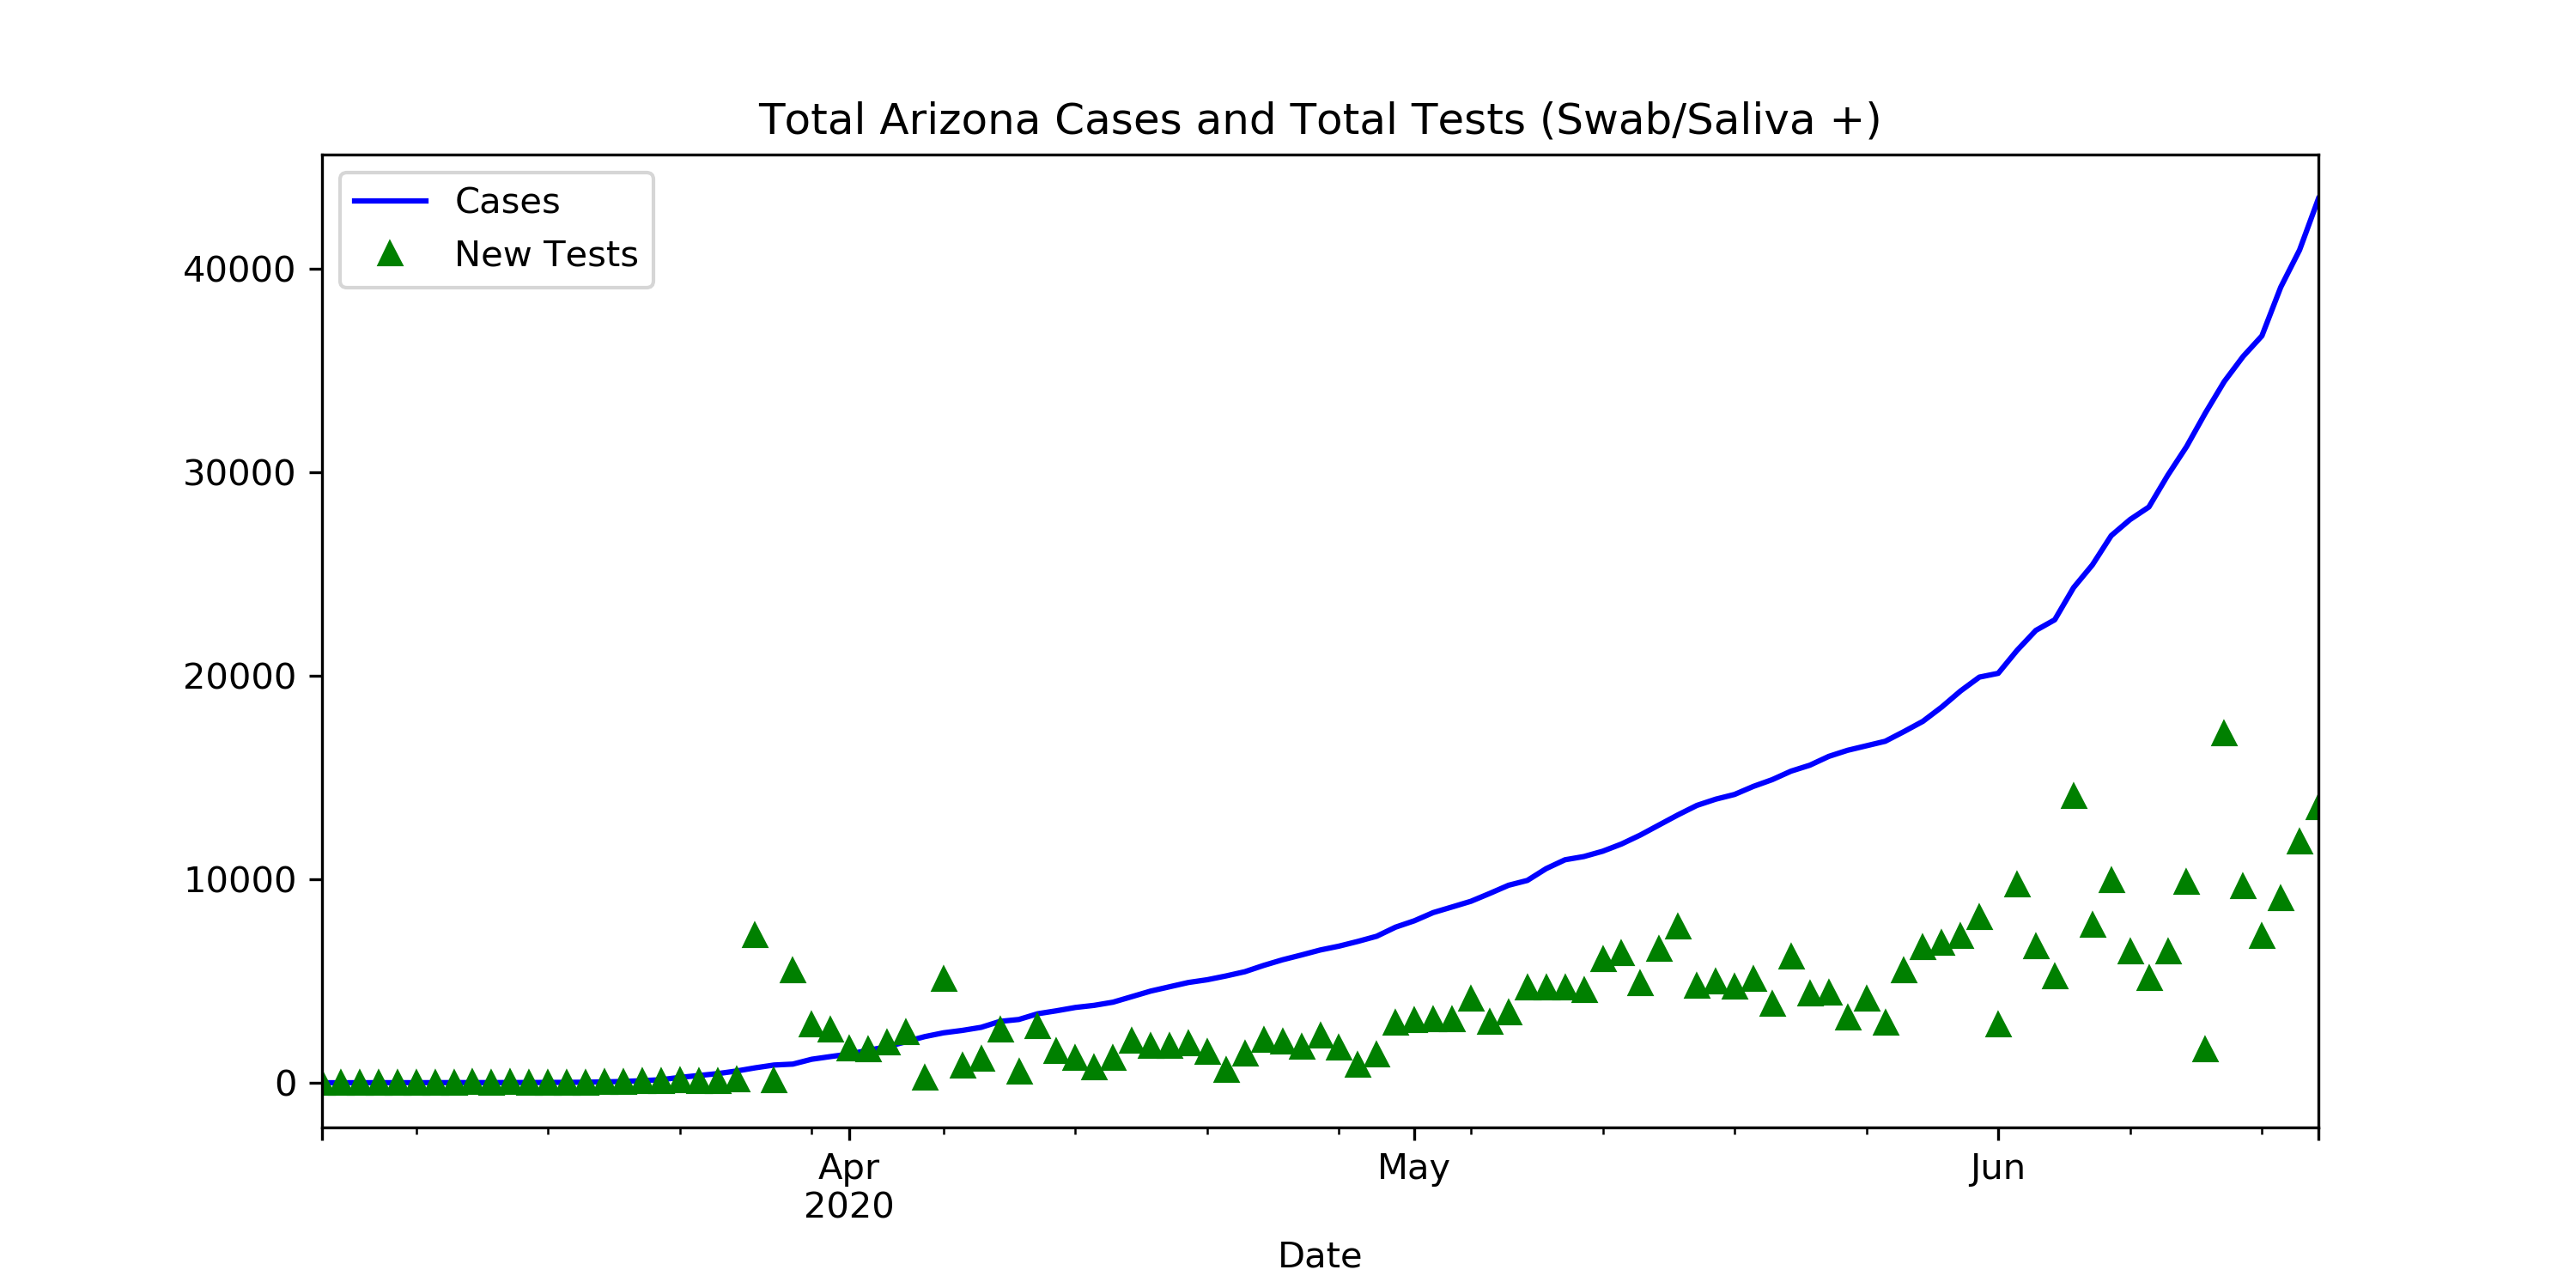 Total Arizona Cases and Total Tests (Swab/Saliva +)
Cases
New Tests
40000
30000
20000
10000
0
Apr
2020
May
Jun
Date